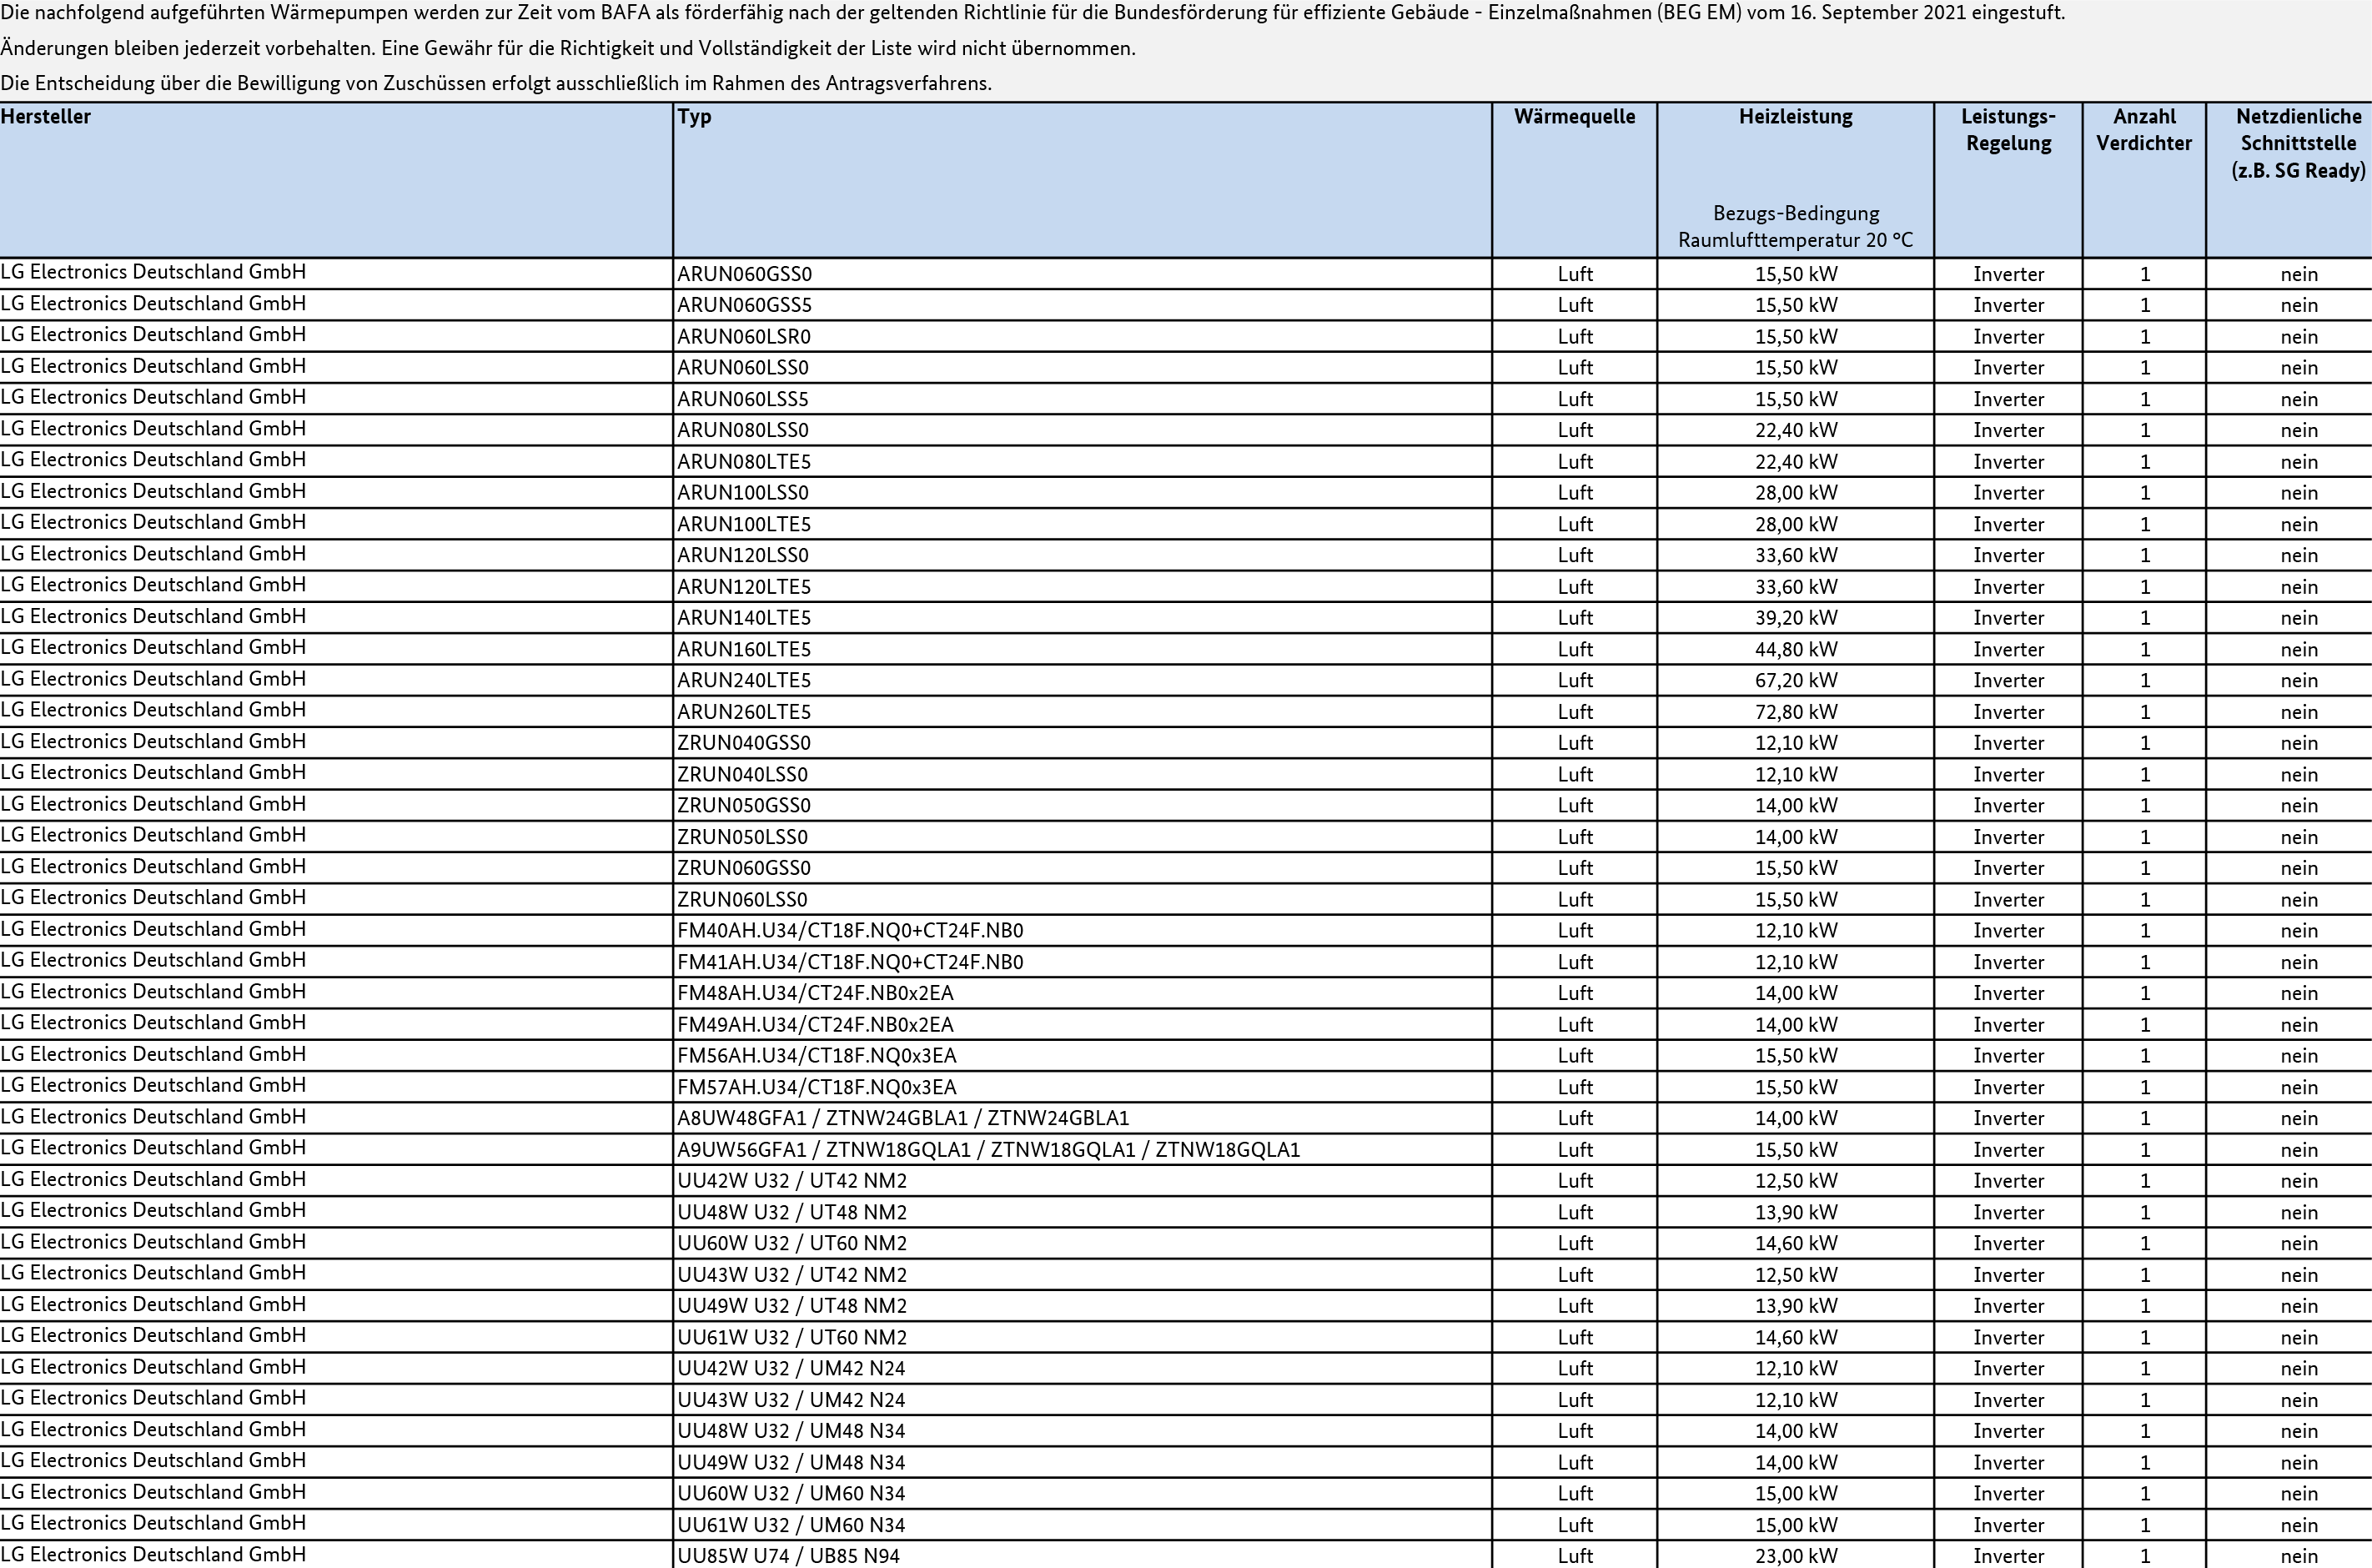 Die nachfolgend aufgeführten Wärmepumpen werden zur Zeit vom BAFA als förderfähig nach der geltenden Richtlinie für die Bundesförderung für effiziente Gebäude - Einzelmaßnahmen (BEG EM) vom 16. September 2021 eingestuft.
Änderungen bleiben jederzeit vorbehalten. Eine Gewähr für die Richtigkeit und Vollständigkeit der Liste wird nicht übernommen.
Die Entscheidung über die Bewilligung von Zuschüssen erfolgt ausschließlich im Rahmen des Antragsverfahrens.
Hersteller Typ Wärmequelle Heizleistung Leistungs- Anzahl Netzdienliche
Regelung Verdichter Schnittstelle
(z.B. SG Ready)
Bezugs-Bedingung
Raumlufttemperatur 20 °C
LG Electronics Deutschland GmbH ARUN060GSS0 Luft 15,50 kW Inverter 1 nein
LG Electronics Deutschland GmbH ARUN060GSS5 Luft 15,50 kW Inverter 1 nein
LG Electronics Deutschland GmbH ARUN060LSR0 Luft 15,50 kW Inverter 1 nein
LG Electronics Deutschland GmbH ARUN060LSS0 Luft 15,50 kW Inverter 1 nein
LG Electronics Deutschland GmbH ARUN060LSS5 Luft 15,50 kW Inverter 1 nein
LG Electronics Deutschland GmbH ARUN080LSS0 Luft 22,40 kW Inverter 1 nein
LG Electronics Deutschland GmbH ARUN080LTE5 Luft 22,40 kW Inverter 1 nein
LG Electronics Deutschland GmbH ARUN100LSS0 Luft 28,00 kW Inverter 1 nein
LG Electronics Deutschland GmbH ARUN100LTE5 Luft 28,00 kW Inverter 1 nein
LG Electronics Deutschland GmbH ARUN120LSS0 Luft 33,60 kW Inverter 1 nein
LG Electronics Deutschland GmbH ARUN120LTE5 Luft 33,60 kW Inverter 1 nein
LG Electronics Deutschland GmbH ARUN140LTE5 Luft 39,20 kW Inverter 1 nein
LG Electronics Deutschland GmbH ARUN160LTE5 Luft 44,80 kW Inverter 1 nein
LG Electronics Deutschland GmbH ARUN240LTE5 Luft 67,20 kW Inverter 1 nein
LG Electronics Deutschland GmbH ARUN260LTE5 Luft 72,80 kW Inverter 1 nein
LG Electronics Deutschland GmbH ZRUN040GSS0 Luft 12,10 kW Inverter 1 nein
LG Electronics Deutschland GmbH ZRUN040LSS0 Luft 12,10 kW Inverter 1 nein
LG Electronics Deutschland GmbH ZRUN050GSS0 Luft 14,00 kW Inverter 1 nein
LG Electronics Deutschland GmbH ZRUN050LSS0 Luft 14,00 kW Inverter 1 nein
LG Electronics Deutschland GmbH ZRUN060GSS0 Luft 15,50 kW Inverter 1 nein
LG Electronics Deutschland GmbH ZRUN060LSS0 Luft 15,50 kW Inverter 1 nein
LG Electronics Deutschland GmbH FM40AH.U34/CT18F.NQ0+CT24F.NB0 Luft 12,10 kW Inverter 1 nein
LG Electronics Deutschland GmbH FM41AH.U34/CT18F.NQ0+CT24F.NB0 Luft 12,10 kW Inverter 1 nein
LG Electronics Deutschland GmbH FM48AH.U34/CT24F.NB0x2EA Luft 14,00 kW Inverter 1 nein
LG Electronics Deutschland GmbH FM49AH.U34/CT24F.NB0x2EA Luft 14,00 kW Inverter 1 nein
LG Electronics Deutschland GmbH FM56AH.U34/CT18F.NQ0x3EA Luft 15,50 kW Inverter 1 nein
LG Electronics Deutschland GmbH FM57AH.U34/CT18F.NQ0x3EA Luft 15,50 kW Inverter 1 nein
LG Electronics Deutschland GmbH A8UW48GFA1 / ZTNW24GBLA1 / ZTNW24GBLA1 Luft 14,00 kW Inverter 1 nein
LG Electronics Deutschland GmbH A9UW56GFA1 / ZTNW18GQLA1 / ZTNW18GQLA1 / ZTNW18GQLA1 Luft 15,50 kW Inverter 1 nein
LG Electronics Deutschland GmbH UU42W U32 / UT42 NM2 Luft 12,50 kW Inverter 1 nein
LG Electronics Deutschland GmbH UU48W U32 / UT48 NM2 Luft 13,90 kW Inverter 1 nein
LG Electronics Deutschland GmbH UU60W U32 / UT60 NM2 Luft 14,60 kW Inverter 1 nein
LG Electronics Deutschland GmbH UU43W U32 / UT42 NM2 Luft 12,50 kW Inverter 1 nein
LG Electronics Deutschland GmbH UU49W U32 / UT48 NM2 Luft 13,90 kW Inverter 1 nein
LG Electronics Deutschland GmbH UU61W U32 / UT60 NM2 Luft 14,60 kW Inverter 1 nein
LG Electronics Deutschland GmbH UU42W U32 / UM42 N24 Luft 12,10 kW Inverter 1 nein
LG Electronics Deutschland GmbH UU43W U32 / UM42 N24 Luft 12,10 kW Inverter 1 nein
LG Electronics Deutschland GmbH UU48W U32 / UM48 N34 Luft 14,00 kW Inverter 1 nein
LG Electronics Deutschland GmbH UU49W U32 / UM48 N34 Luft 14,00 kW Inverter 1 nein
LG Electronics Deutschland GmbH UU60W U32 / UM60 N34 Luft 15,00 kW Inverter 1 nein
LG Electronics Deutschland GmbH UU61W U32 / UM60 N34 Luft 15,00 kW Inverter 1 nein
LG Electronics Deutschland GmbH UU85W U74 / UB85 N94 Luft 23,00 kW Inverter 1 nein